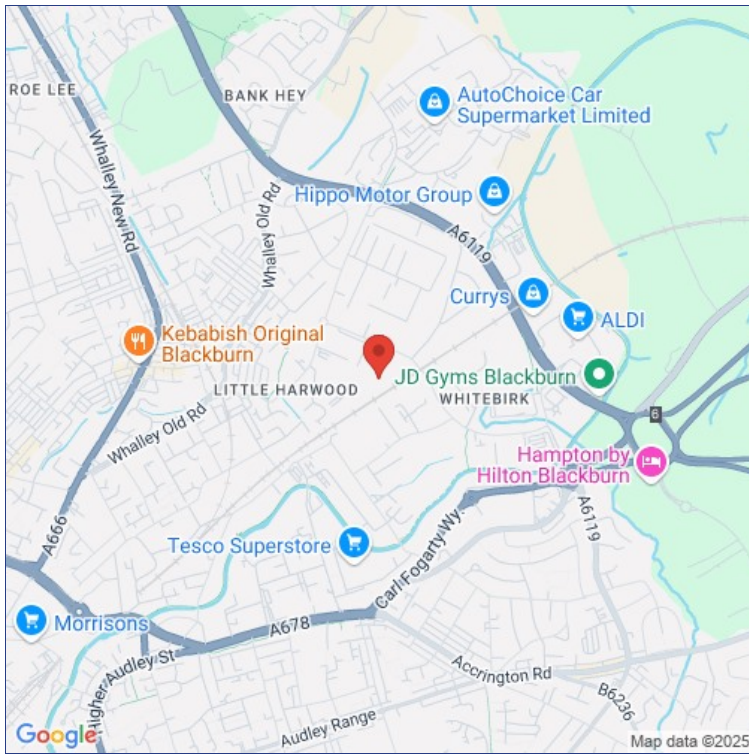 ROE LEE
BANK HEY
AutoChoice Car
Supermarket Limited
Whalley New Rd
Whalley Old Rd
Hippo Motor Group
A6119
Currys
ALDI
Kebabish Original
Blackburn
LITTLE HARWOOD
JD Gyms Blackburn
WHITEBIRK
6
Whalley Old Rd
Hampton by
Hilton Blackburn
A666
Tesco Superstore
Carl Fogarty Wy.
A6119
Morrisons
A678
Higher Audley St
Accrington Rd
B6236
Audley Range
Google
Map data ©2025